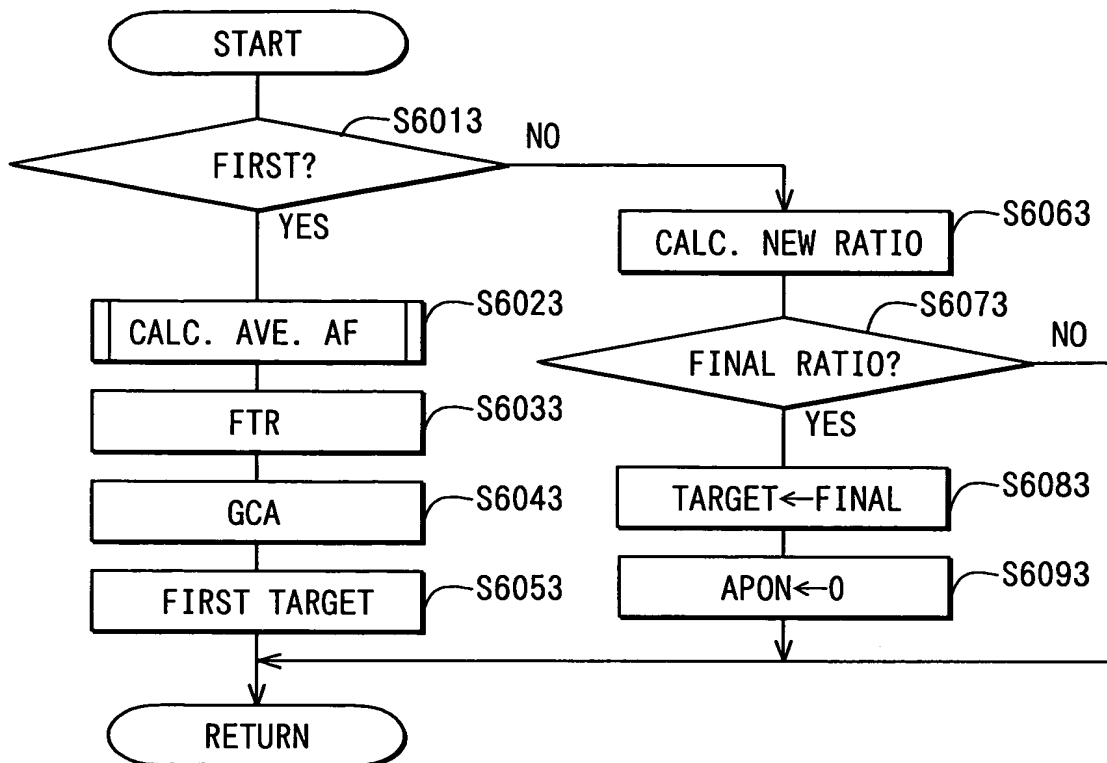 START
S6013
NO
FIRST?
YES
S6063
CALC. NEW RATIO
S6023
CALC. AVE. AF
S6073
NO
FINAL RATIO?
YES
S6033
FTR
S6083
TARGET←FINAL
S6043
GCA
S6093
APON←0
S6053
FIRST TARGET
RETURN